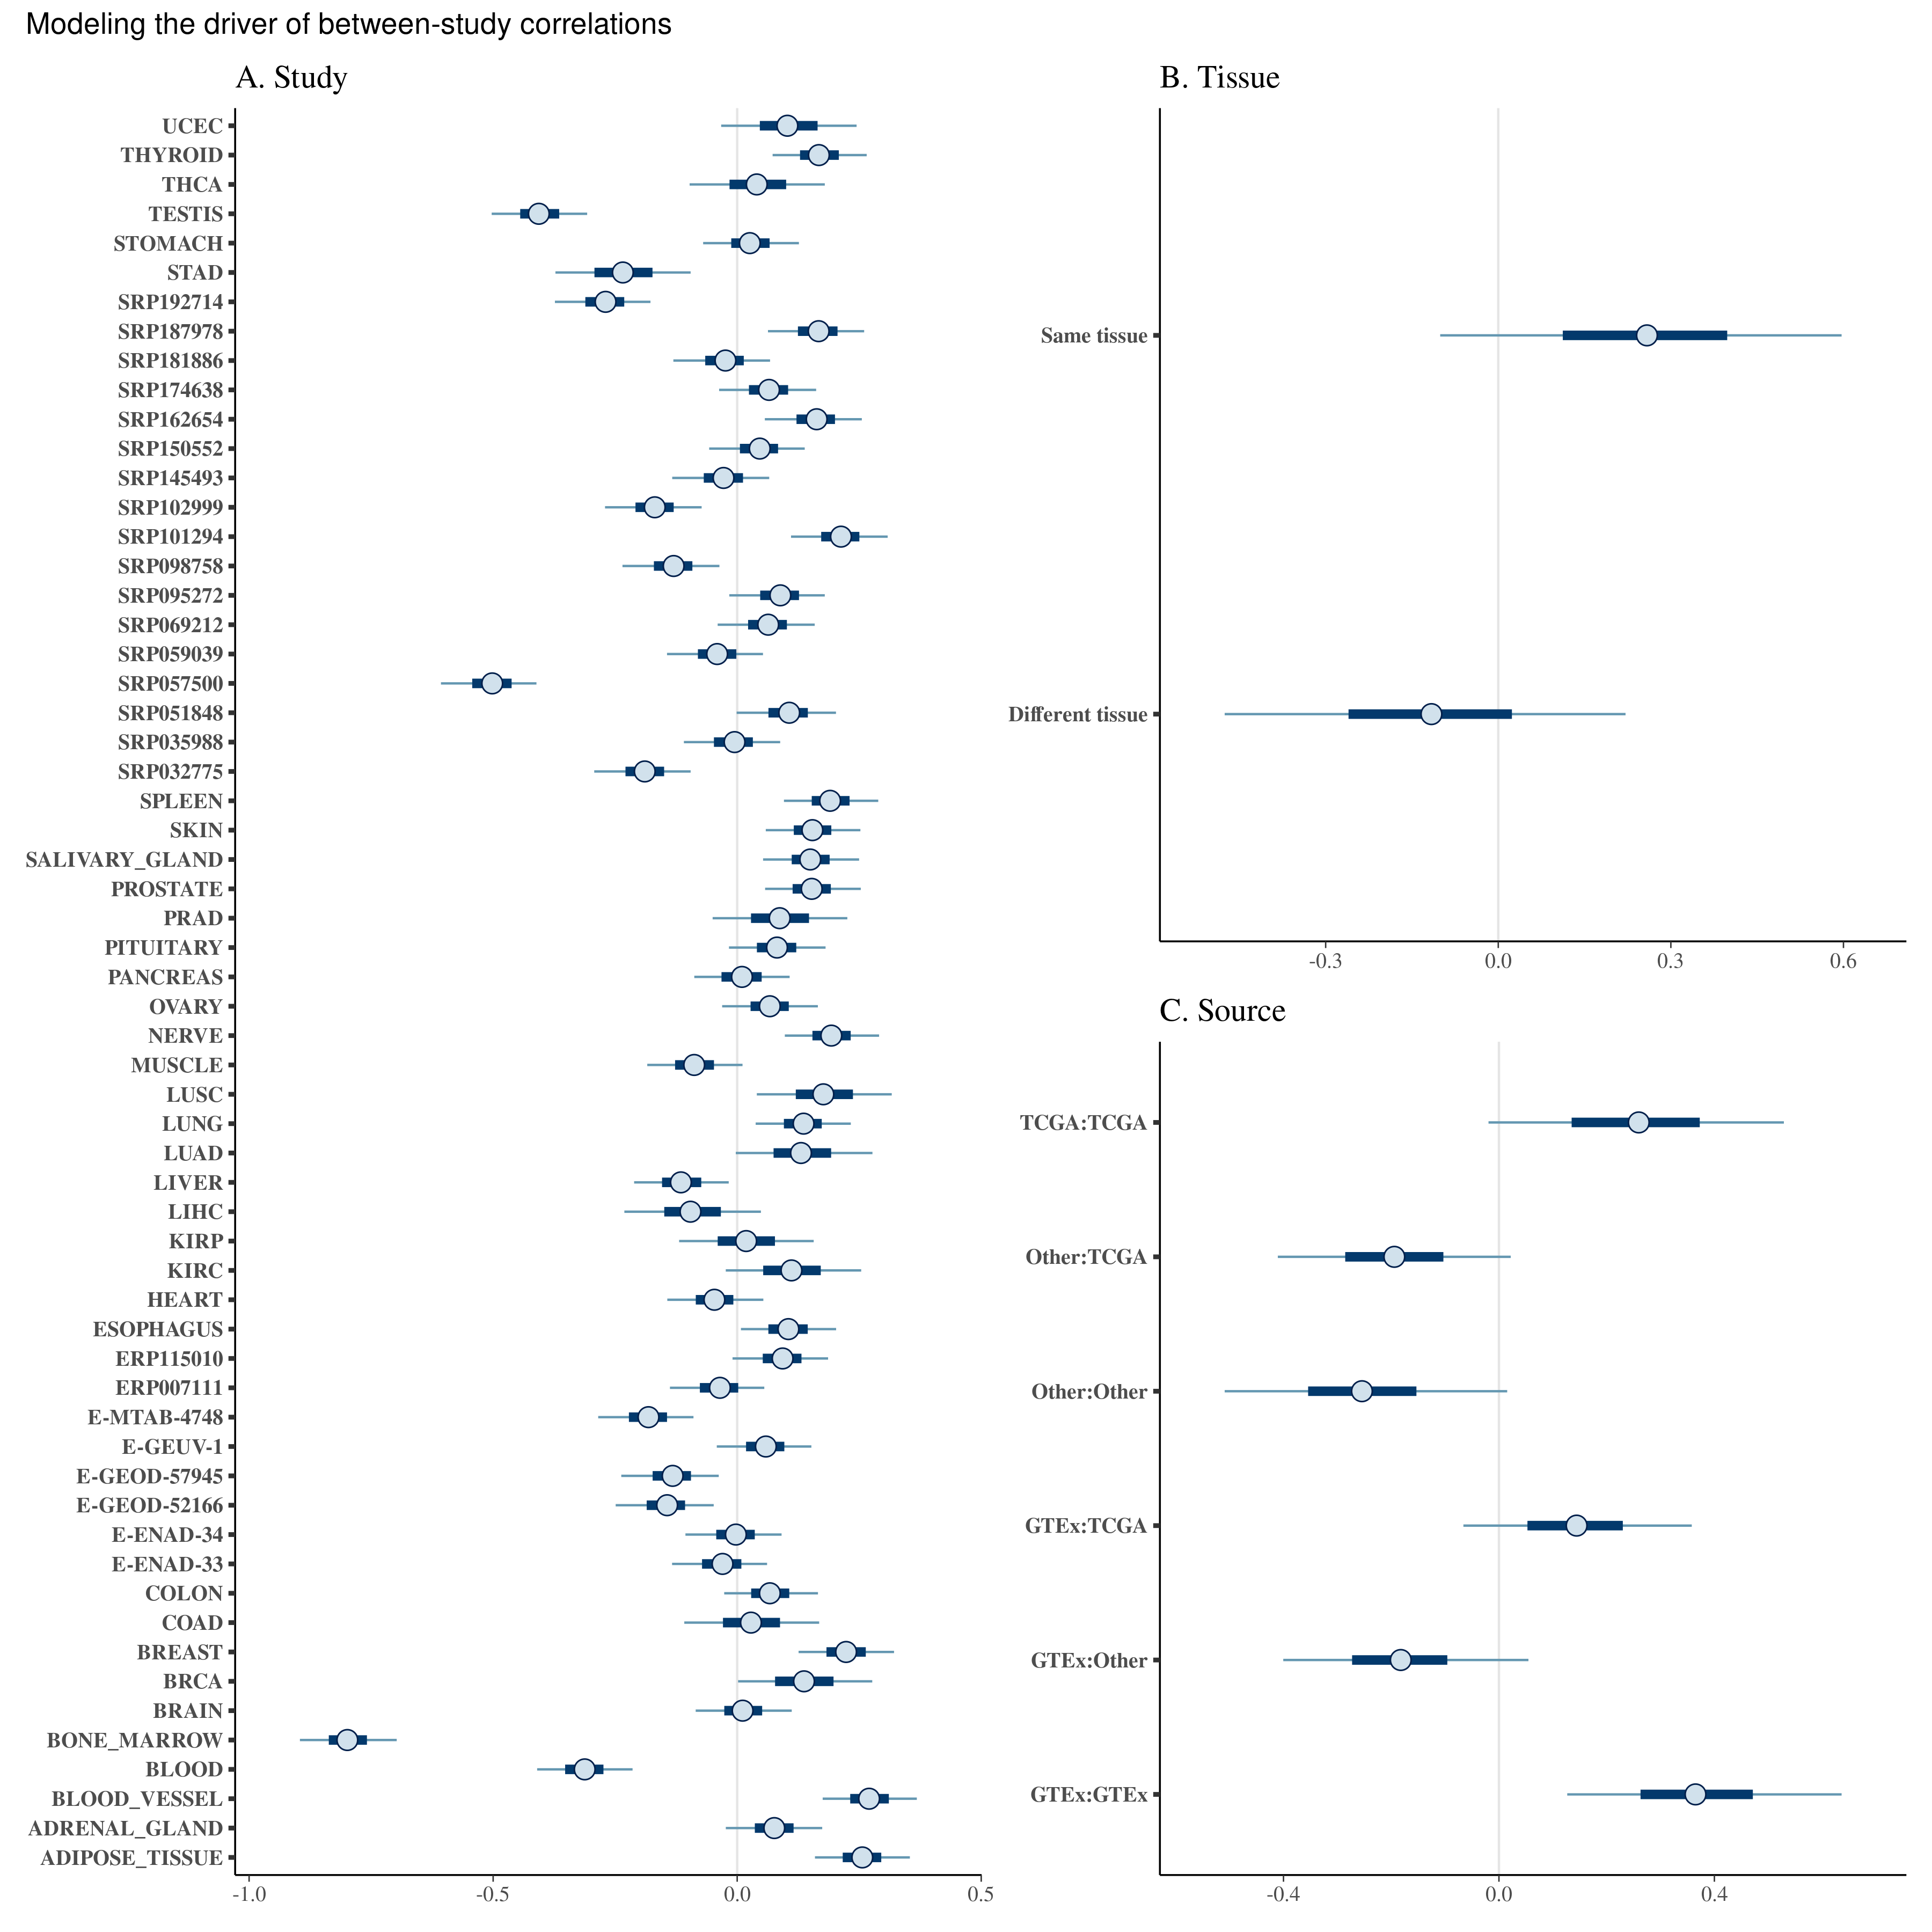 Modeling the driver of between-study correlations
A. Study
UCEC
THYROID
THCA
TESTIS
STOMACH
STAD
SRP192714
SRP187978
SRP181886
SRP174638
SRP162654
SRP150552
SRP145493
SRP102999
SRP101294
SRP098758
SRP095272
SRP069212
SRP059039
SRP057500
SRP051848
SRP035988
SRP032775
SPLEEN
SKIN
SALIVARY_GLAND
PROSTATE
PRAD
PITUITARY
PANCREAS
OVARY
NERVE
MUSCLE
LUSC
LUNG
LUAD
LIVER
LIHC
KIRP
KIRC
HEART
ESOPHAGUS
ERP115010
ERP007111
E-MTAB-4748
E-GEUV-1
E-GEOD-57945
E-GEOD-52166
E-ENAD-34
E-ENAD-33
COLON
COAD
BREAST
BRCA
BRAIN
BONE_MARROW
BLOOD
BLOOD_VESSEL
ADRENAL_GLAND
ADIPOSE_TISSUE
-1.0 -0.5 0.0 0.5
B. Tissue
Same tissue
Different tissue
-0.3 0.0 0.3 0.6
C. Source
TCGA:TCGA
Other:TCGA
Other:Other
GTEx:TCGA
GTEx:Other
GTEx:GTEx
-0.4 0.0 0.4